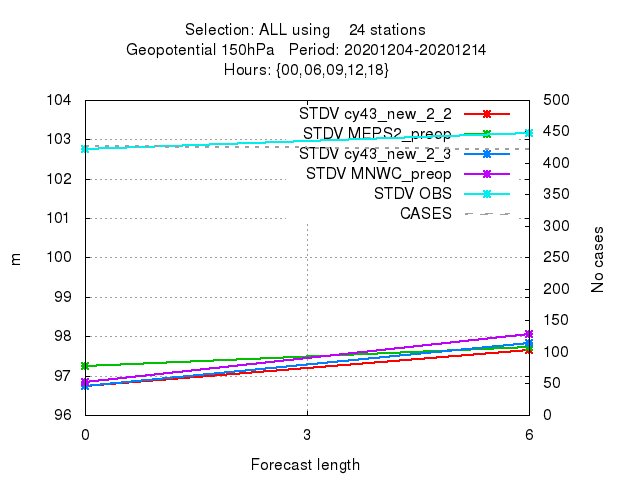 Selection: ALL using 24 stations
Geopotential 150hPa Period: 20201204-20201214
Hours: {00,06,09,12,18}
104
103
102
101
100
99
98
97
96
500
450
400
350
300
250
200
150
100
50
0
STDV cy43_new_2_2
STDV MEPS2_preop
STDV cy43_new_2_3
STDV MNWC_preop
STDV OBS
CASES
m
No cases
0 3 6
Forecast length